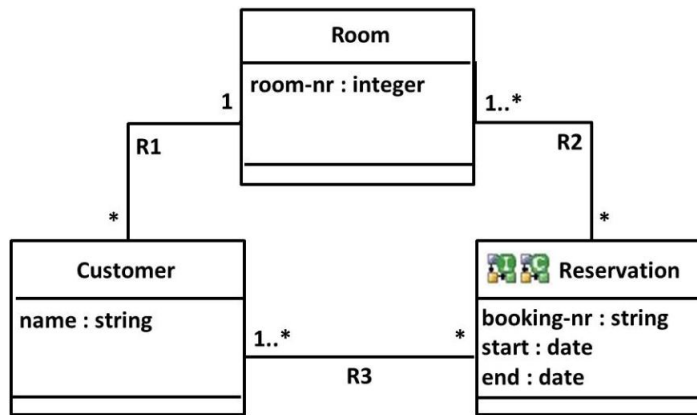 Room
room-nr : integer
1
1..*
R1
R2
*
*
Customer
I C Reservation
name : string
booking-nr : string
start : date
end : date
1..*
*
R3